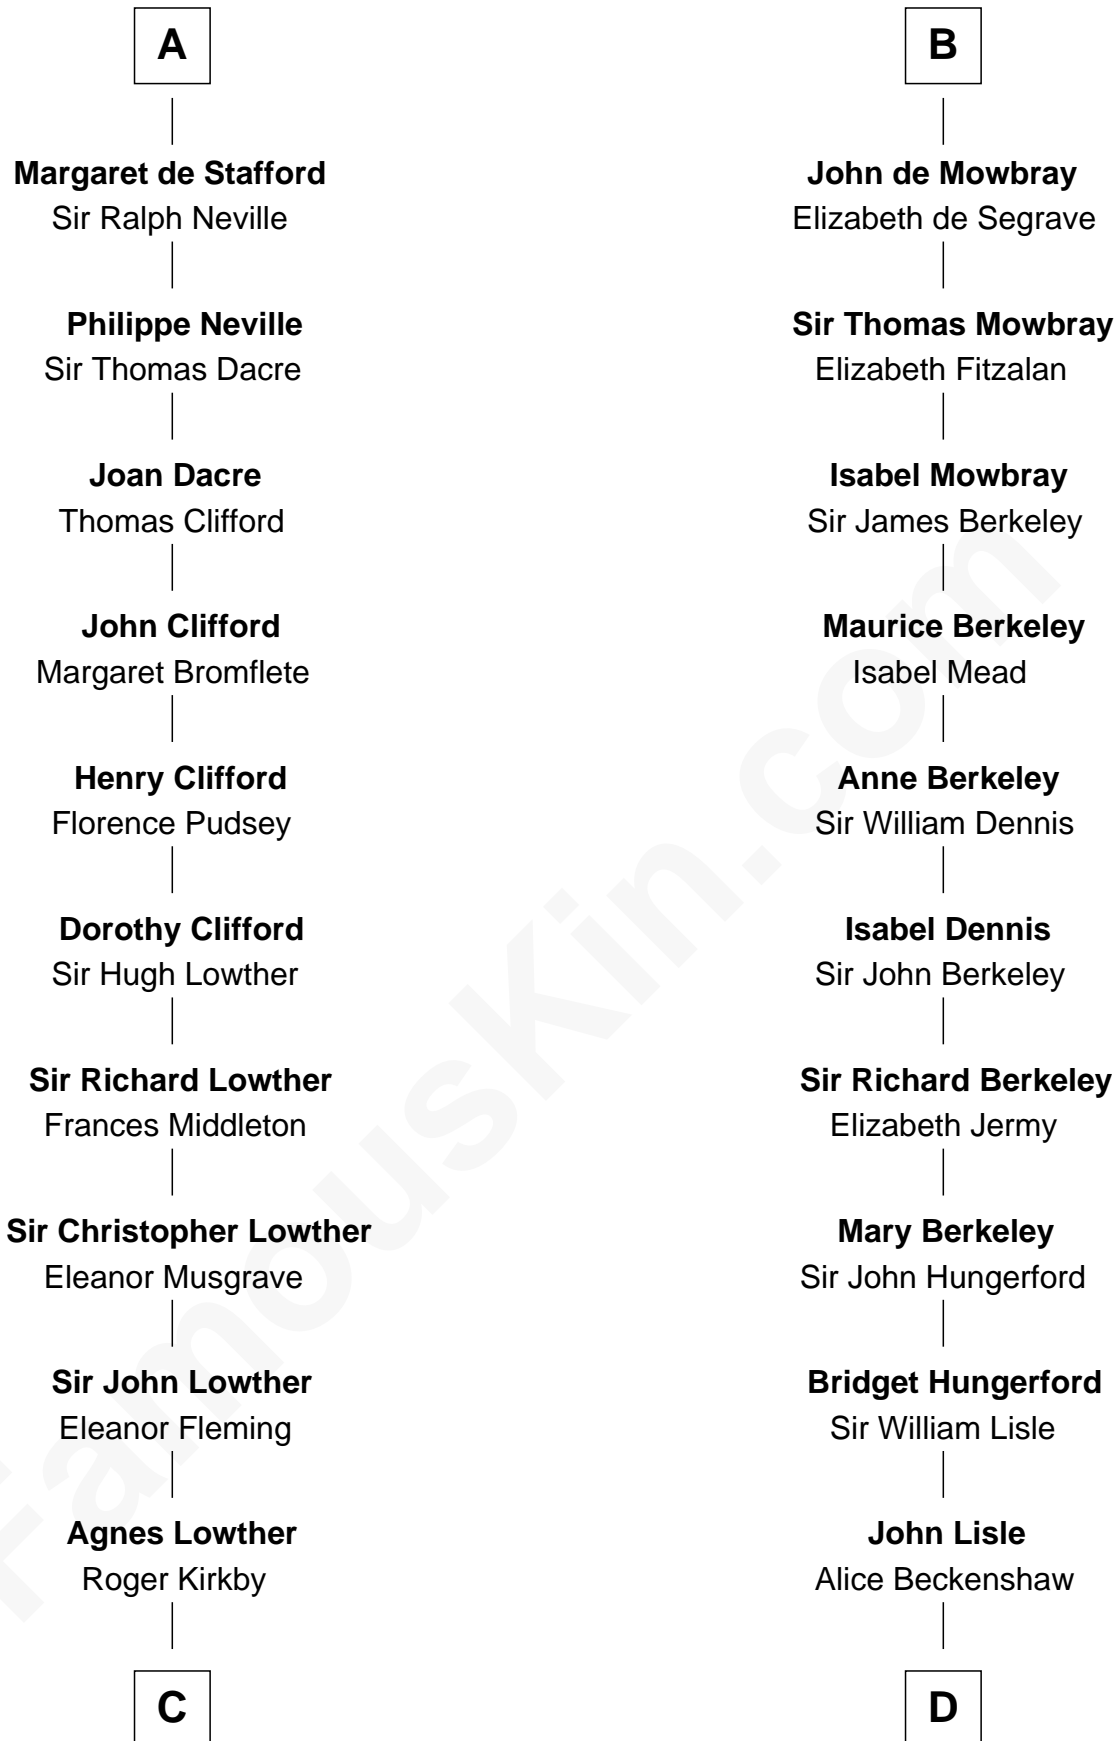 A
Margaret de Stafford
Sir Ralph Neville
Philippe Neville
Sir Thomas Dacre
Joan Dacre
Thomas Clifford
John Clifford
Margaret Bromflete
Henry Clifford
Florence Pudsey
Dorothy Clifford
Sir Hugh Lowther
Sir Richard Lowther
Frances Middleton
Sir Christopher Lowther
Eleanor Musgrave
Sir John Lowther
Eleanor Fleming
Agnes Lowther
Roger Kirkby
C
B
John de Mowbray
Elizabeth de Segrave
Sir Thomas Mowbray
Elizabeth Fitzalan
Isabel Mowbray
Sir James Berkeley
Maurice Berkeley
Isabel Mead
Anne Berkeley
Sir William Dennis
Isabel Dennis
Sir John Berkeley
Sir Richard Berkeley
Elizabeth Jermy
Mary Berkeley
Sir John Hungerford
Bridget Hungerford
Sir William Lisle
John Lisle
Alice Beckenshaw
D
FamousKin.com